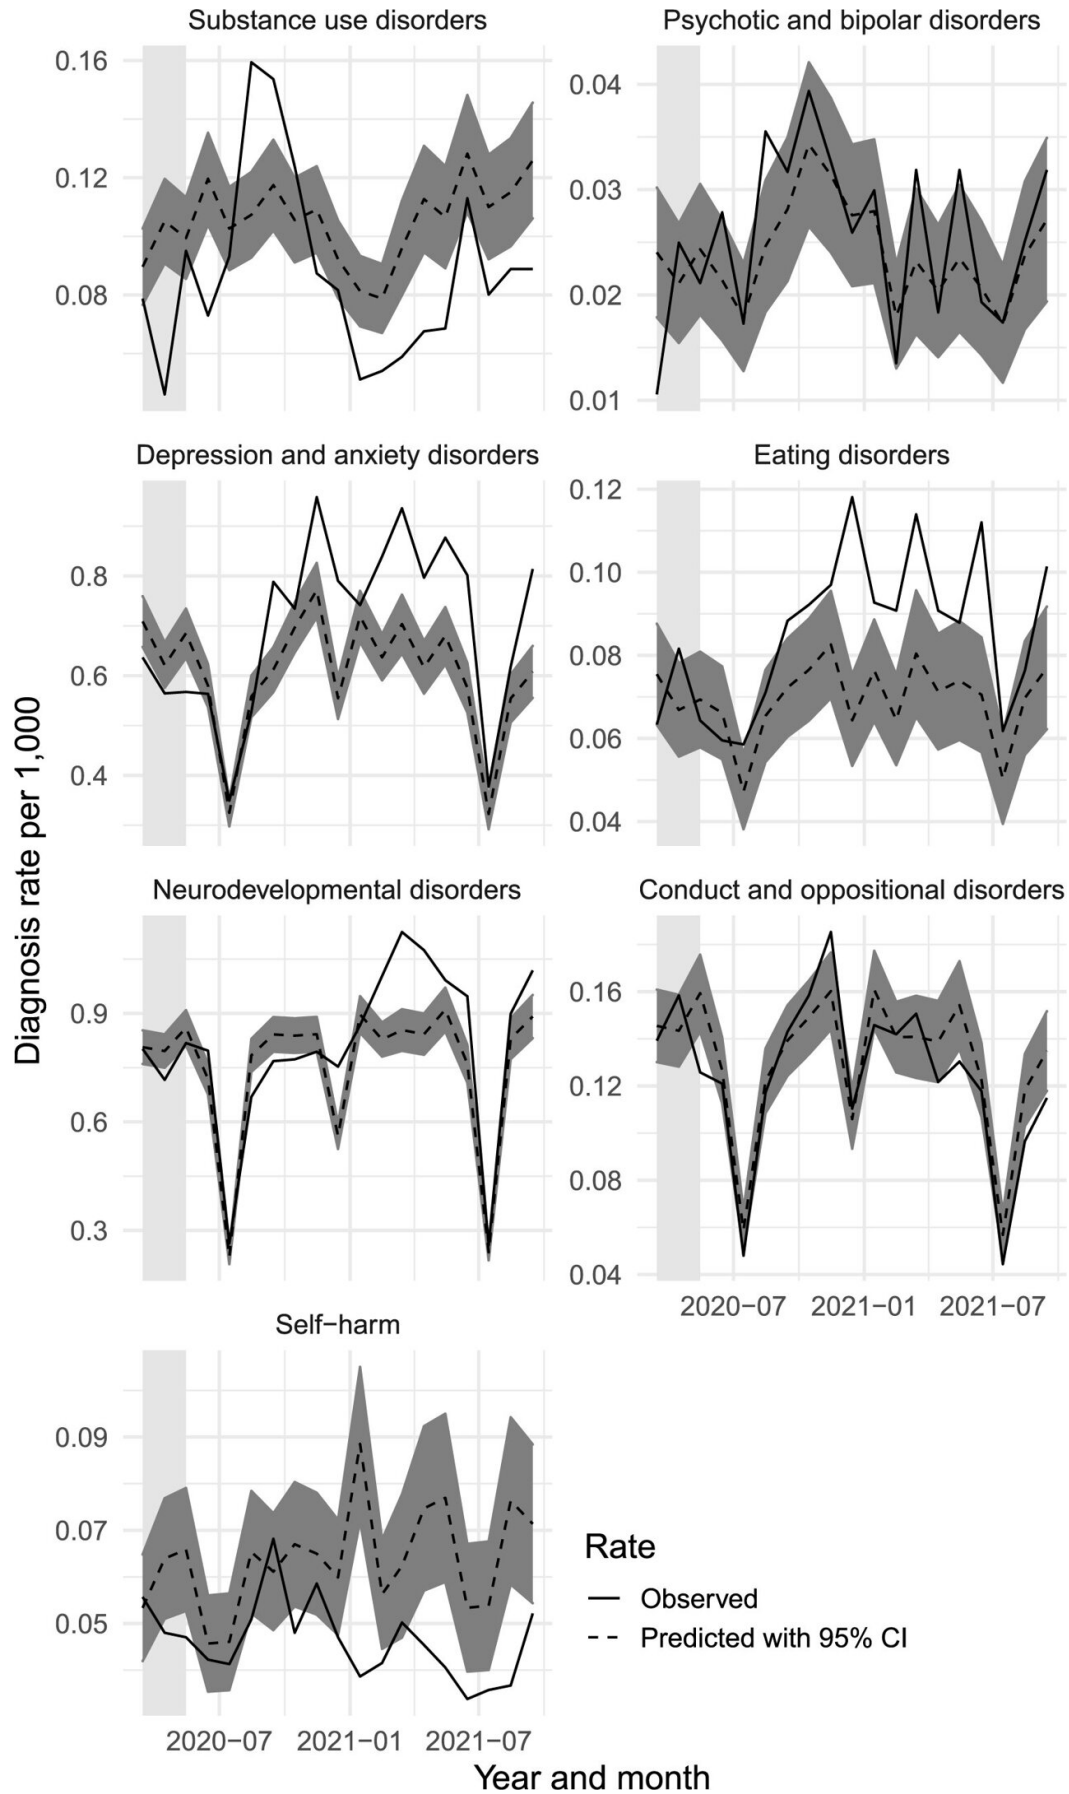 Substance use disorders
Psychotic and bipolar disorders
0.16
0.12
0.08
0.04
0.03
0.02
0.01
Depression and anxiety disorders
Eating disorders
0.8
0.6
0.4
0.12
0.10
0.08
0.06
0.04
Diagnosis rate per 1,000
Neurodevelopmental disorders
Conduct and oppositional disorders
0.9
0.6
0.3
0.16
0.12
0.08
0.04
2020−07 2021−01 2021−07
Self−harm
0.09
0.07
0.05
2020−07 2021−01 2021−07
Year and month
Rate
Observed
Predicted with 95% CI